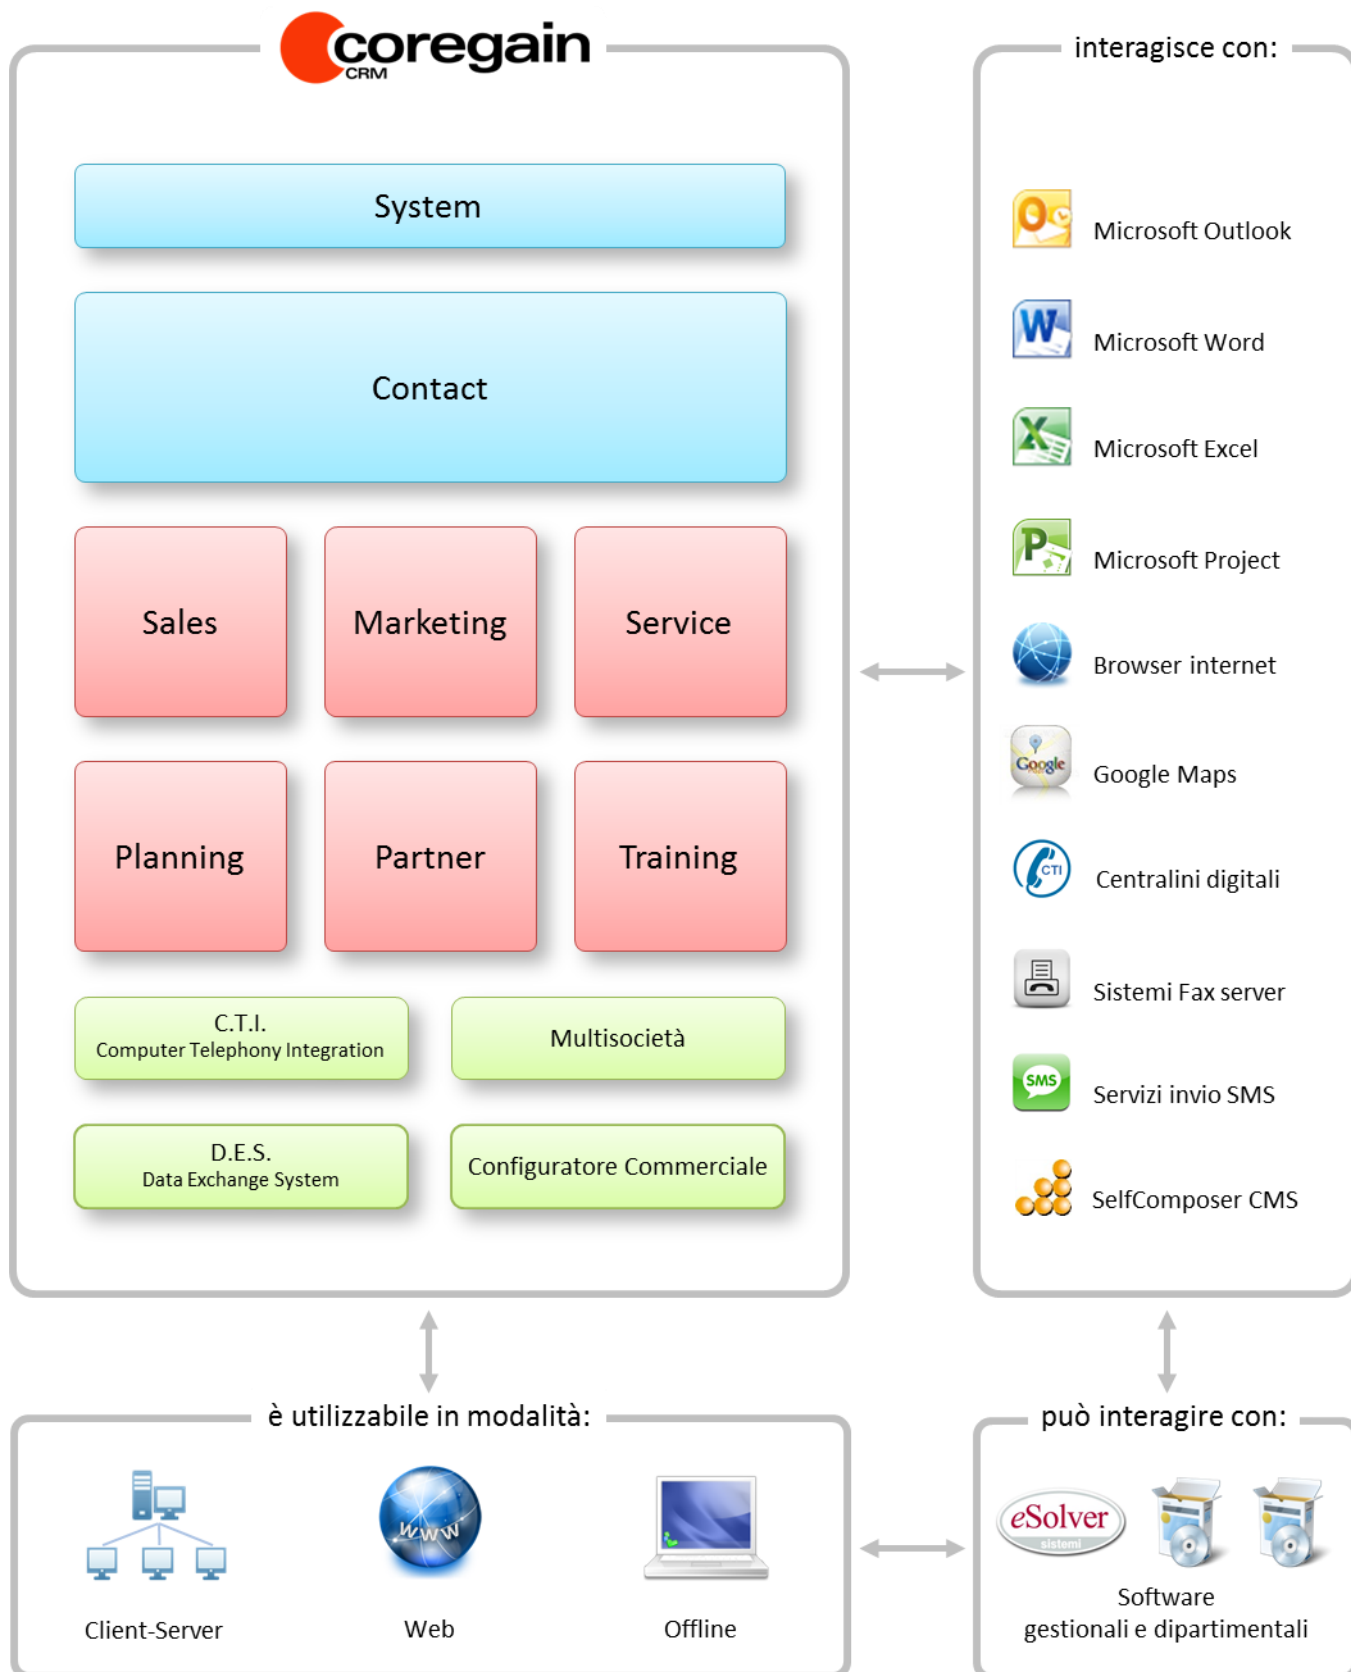 coregain
CRM
System
Contact
Sales
Marketing
Service
Planning
Partner
Training
C.T.I.
Computer Telephony Integration
Multisocietà
D.E.S.
Data Exchange System
Configuratore Commerciale
interagisce con:
Microsoft Outlook
Microsoft Word
Microsoft Excel
Microsoft Project
Browser internet
Google
Google Maps
CTI
Centralini digitali
Sistemi Fax server
SMS
Servizi invio SMS
SelfComposer CMS
è utilizzabile in modalità:
Client-Server
www
Web
Offline
può interagire con:
eSolver
sistemi
Software
gestionali e dipartimentali